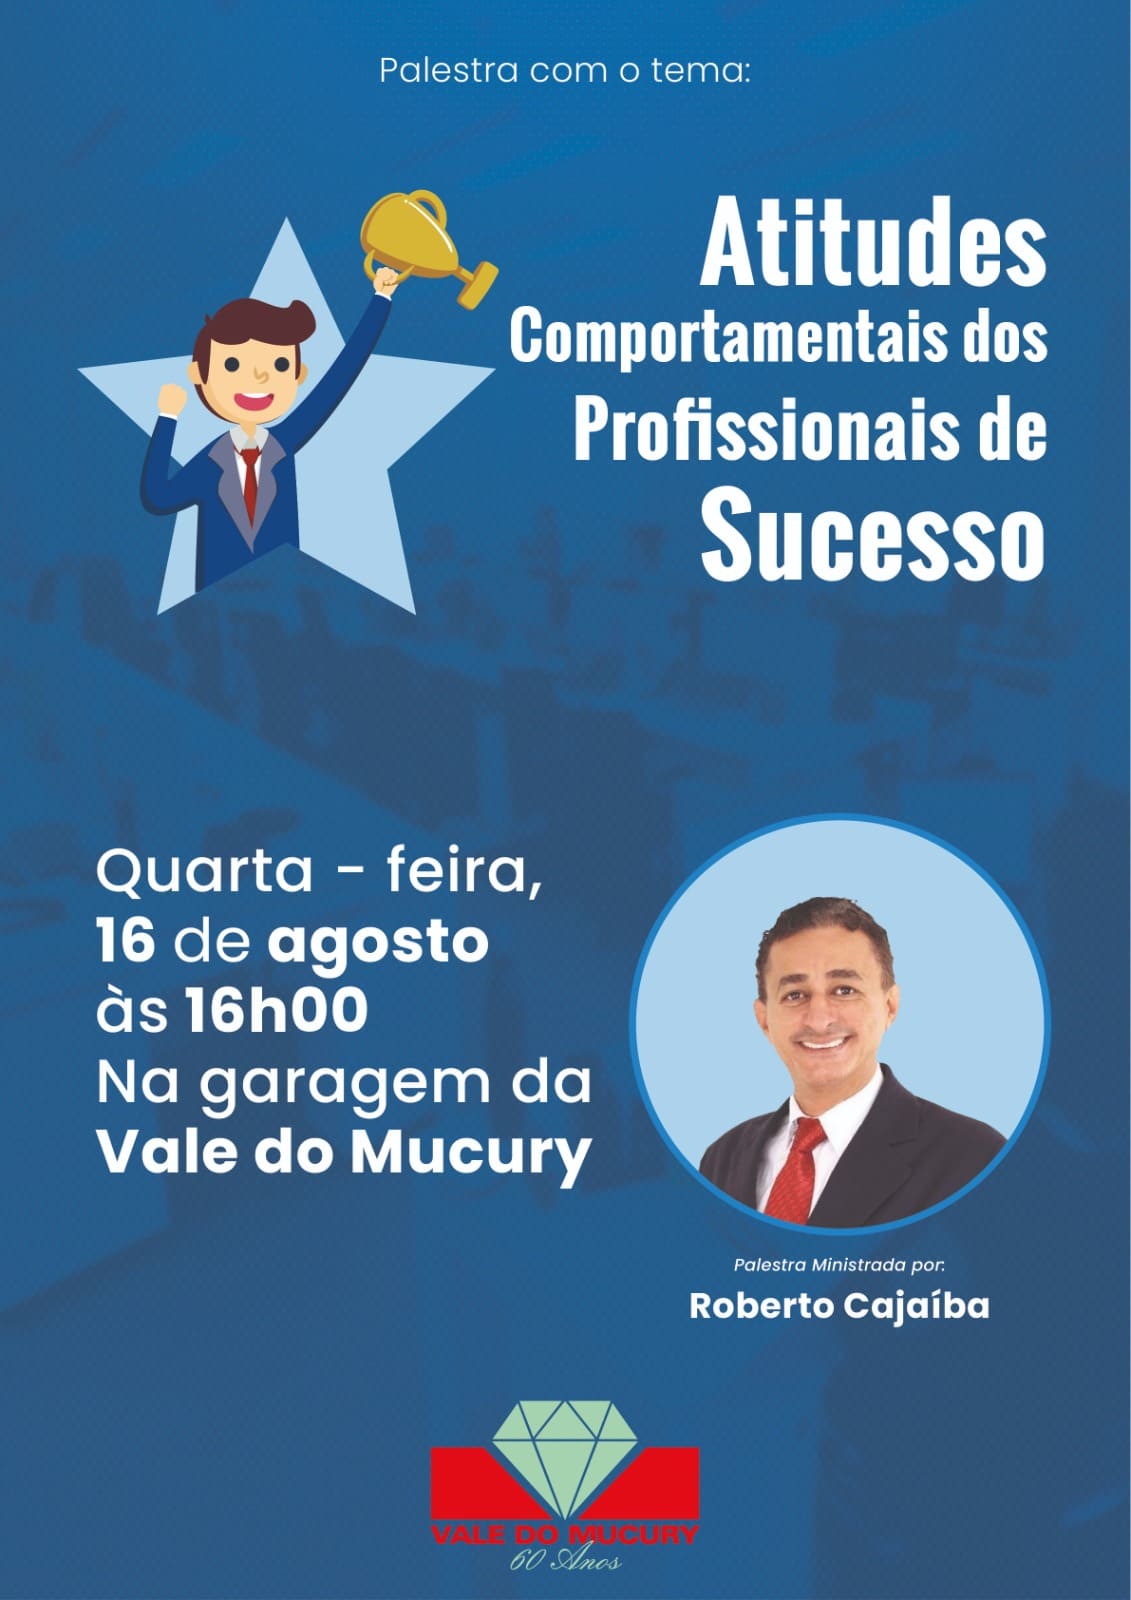 Palestra com o tema:
Atitudes
Comportamentais dos
Profissionais de
Sucesso
Quarta - feira,
16 de agosto
às 16h00
Na garagem da
Vale do Mucury
Palestra Ministrada por:
Roberto Cajaíba
VALE DO MUCURY
60 Anos